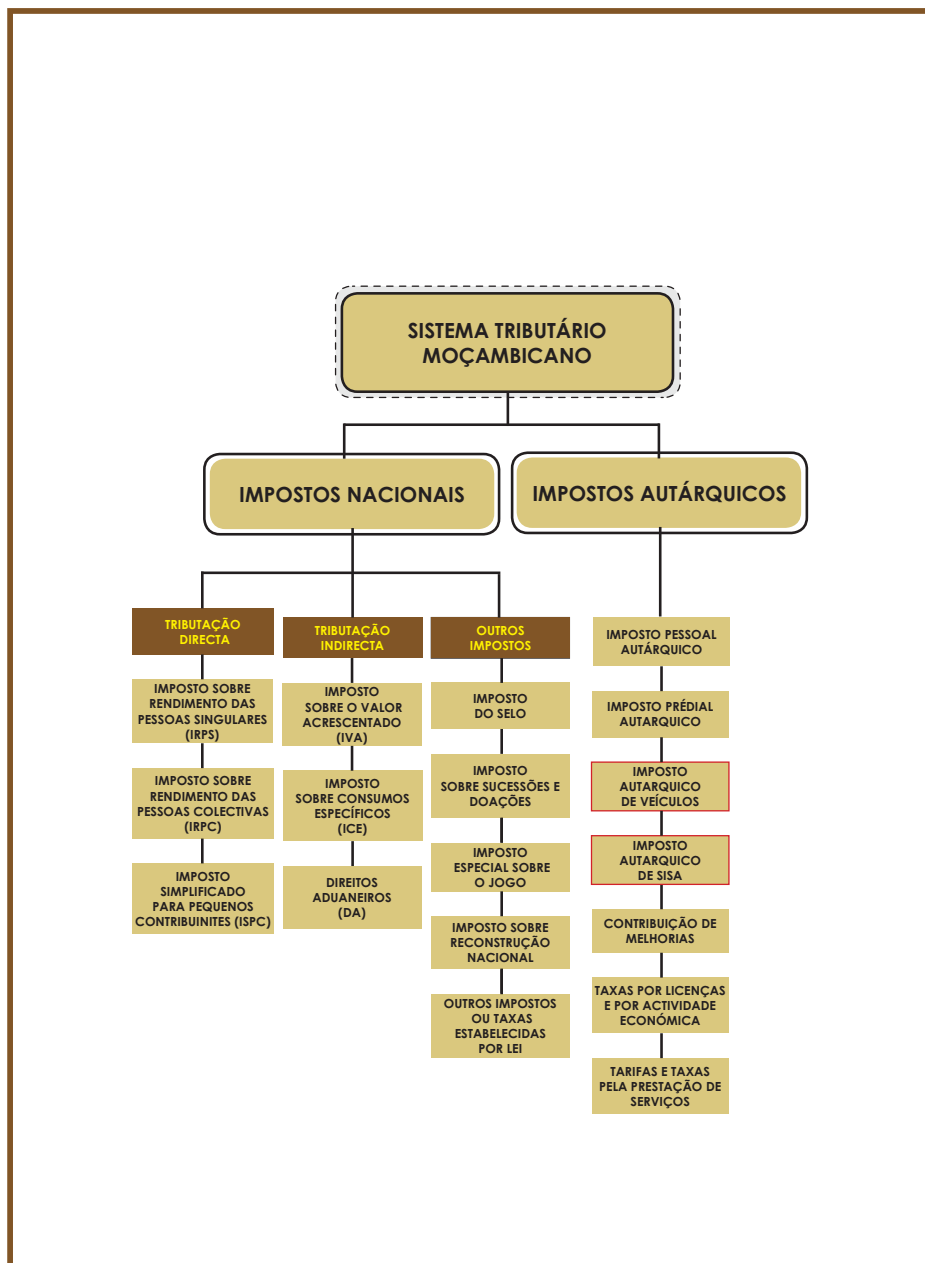 SISTEMA TRIBUTÁRIO
MOÇAMBICANO
IMPOSTOS NACIONAIS
IMPOSTOS AUTÁRQUICOS
TRIBUTAÇÃO
DIRECTA
IMPOSTO SOBRE
RENDIMENTO DAS
PESSOAS SINGULARES
(IRPS)
IMPOSTO SOBRE
RENDIMENTO DAS
PESSOAS COLECTIVAS
(IRPC)
IMPOSTO
SIMPLIFICADO
PARA PEQUENOS
CONTRIBUINITES (ISPC)
TRIBUTAÇÃO
INDIRECTA
IMPOSTO
SOBRE O VALOR
ACRESCENTADO
(IVA)
IMPOSTO
SOBRE CONSUMOS
ESPECÍFICOS (ICE)
DIREITOS
ADUANEIROS
(DA)
OUTROS
IMPOSTOS
IMPOSTO
DO SELO
IMPOSTO
SOBRE SUCESSÕES E
DOAÇÕES
IMPOSTO
ESPECIAL SOBRE
O JOGO
IMPOSTO SOBRE
RECONSTRUÇÃO
NACIONAL
OUTROS IMPOSTOS
OU TAXAS
ESTABELECIDAS
POR LEI
IMPOSTO PESSOAL
AUTÁRQUICO
IMPOSTO PRÉDIAL
AUTARQUICO
IMPOSTO
AUTARQUICO
DE VEÍCULOS
IMPOSTO
AUTARQUICO
DE SISA
CONTRIBUIÇÃO DE
MELHORIAS
TAXAS POR LICENÇAS
E POR ACTIVIDADE
ECONÓMICA
TARIFAS E TAXAS
PELA PRESTAÇÃO DE
SERVIÇOS